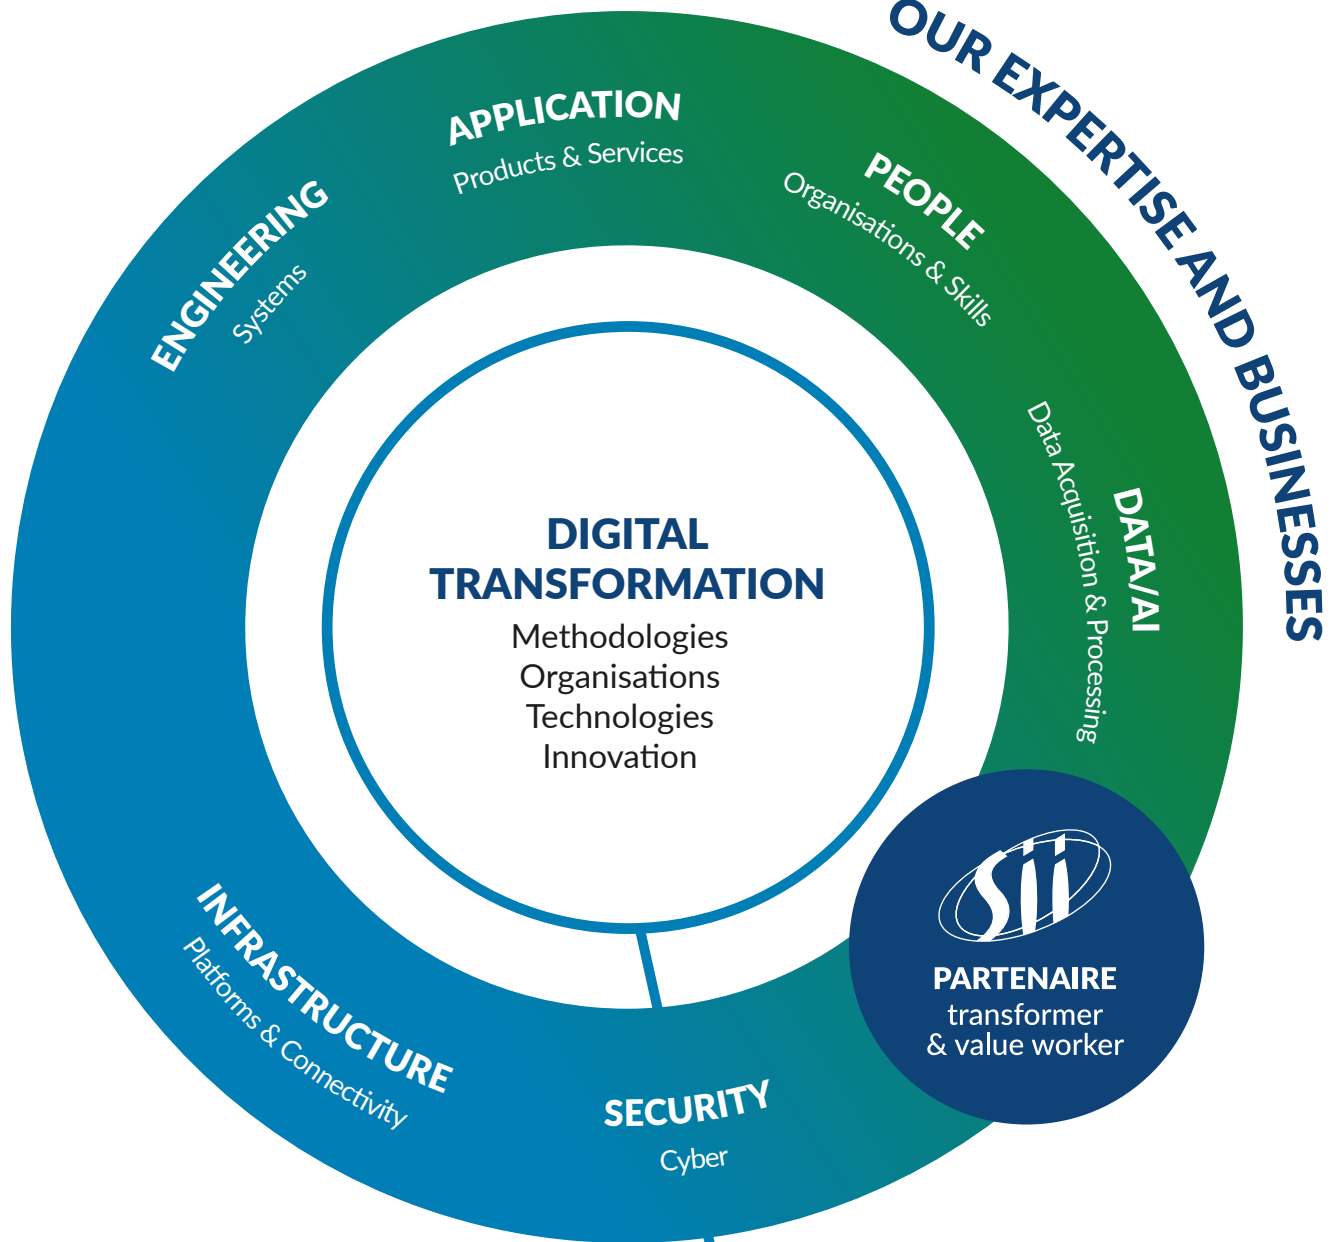 OUR EXPERTISE AND BUSINESSES
APPLICATION
Products & Services
PEOPLE
Organisations & Skills
DATA/AI
Data Acquisition & Processing
ENGINEERING
Systems
DIGITAL
TRANSFORMATION
Methodologies
Organisations
Technologies
Innovation
INFRASTRUCTURE
Platforms & Connectivity
SECURITY
Cyber
sii
PARTENAIRE
transformer
& value worker